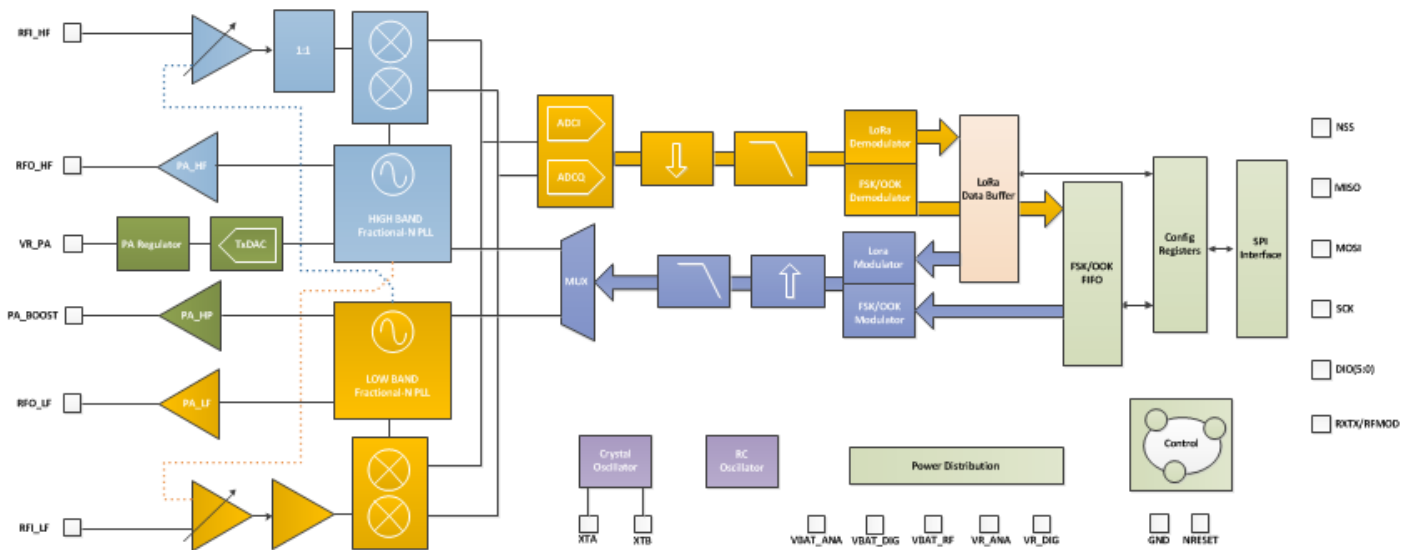 RFI_HF
1:1
ADCI
ADCQ
LoRa
Demodulator
FSK/OOK
Demodulator
LoRa
Data Buffer
NSS
RFO_HF
PA_HF
HIGH BAND
Fractional-N PLL
MISO
VR_PA
PA Regulator
TxDAC
MUX
Lora
Modulator
FSK/OOK
Modulator
FSK/OOK
FIFO
Config
Registers
SPI
Interface
MOSI
PA_BOOST
PA_HP
SCK
LOW BAND
Fractional-N PLL
DIO(5:0)
RFO_LF
PA_LF
RXTX/RFMOD
Crystal
Oscillator
RC
Oscillator
Power Distribution
Control
RFI_LF
XTA
XTB
VBAT_ANA
VBAT_DIG
VBAT_RF
VR_ANA
VR_DIG
GND
NRESET